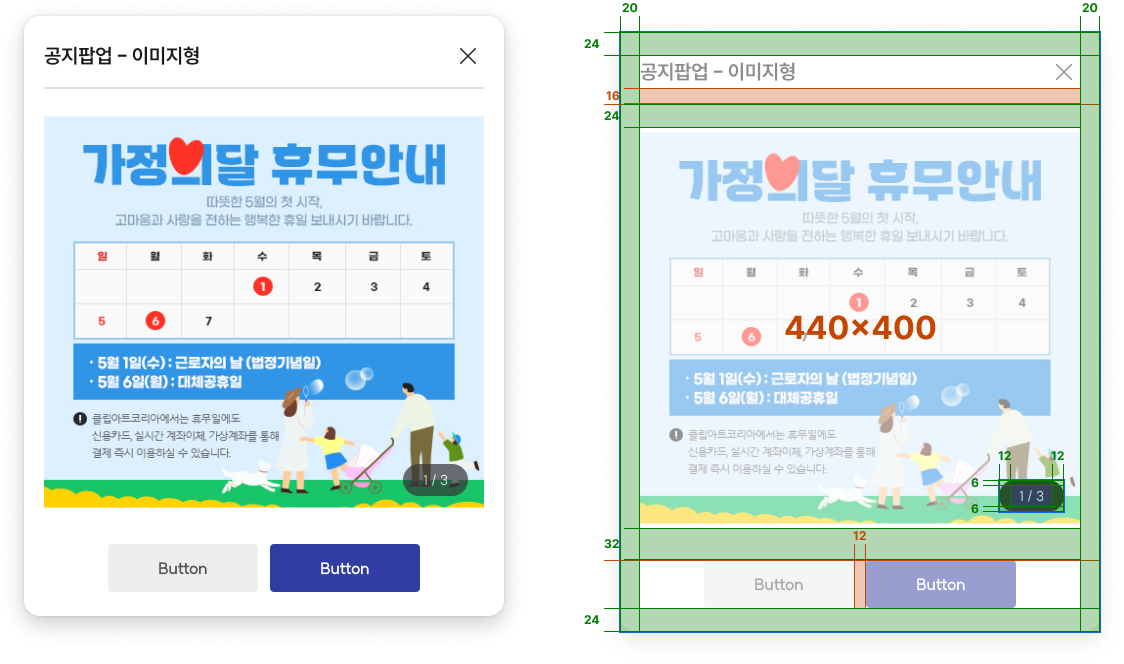 공지팝업 – 이미지형
가정의달 휴무안내
따뜻한 5월의 첫 시작,
고마움과 사랑을 전하는 행복한 휴일 보내시기 바랍니다.
일 월 화 수 목 금 토
1 2 3 4
5 6 7
· 5월 1일(수) : 근로자의 날 (법정기념일)
· 5월 6일(월) : 대체공휴일
! 클립아트코리아에서는 휴무일에도
신용카드, 실시간 계좌이체, 가상계좌를 통해
결제 즉시 이용하실 수 있습니다.
1 / 3
Button Button
20 20
24
공지팝업 – 이미지형
16
24
가정의달 휴무안내
따뜻한 5월의 첫 시작,
고마움과 사랑을 전하는 행복한 휴일 보내시기 바랍니다.
일 월 화 수 목 금 토
1 2 3 4
440×400
5 6 7
· 5월 1일(수) : 근로자의 날 (법정기념일)
· 5월 6일(월) : 대체공휴일
! 클립아트코리아에서는 휴무일에도
신용카드, 실시간 계좌이체, 가상계좌를 통해
결제 즉시 이용하실 수 있습니다.
12 12
6
1 / 3
6
32
12
Button Button
24